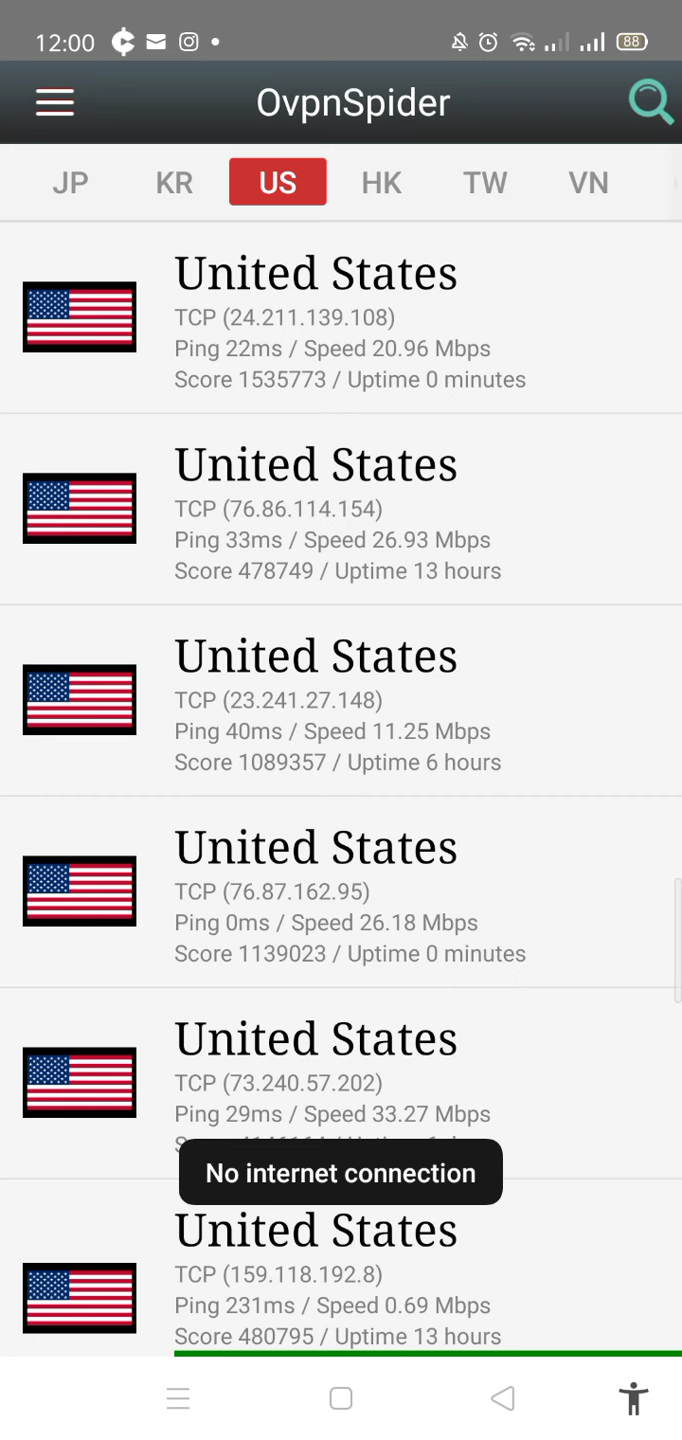 12:00
88
OvpnSpider
JP KR US HK TW VN
United States
TCP (24.211.139.108)
Ping 22ms / Speed 20.96 Mbps
Score 1535773 / Uptime 0 minutes
United States
TCP (76.86.114.154)
Ping 33ms / Speed 26.93 Mbps
Score 478749 / Uptime 13 hours
United States
TCP (23.241.27.148)
Ping 40ms / Speed 11.25 Mbps
Score 1089357 / Uptime 6 hours
United States
TCP (76.87.162.95)
Ping 0ms / Speed 26.18 Mbps
Score 1139023 / Uptime 0 minutes
United States
TCP (73.240.57.202)
Ping 29ms / Speed 33.27 Mbps
No internet connection
United States
TCP (159.118.192.8)
Ping 231ms / Speed 0.69 Mbps
Score 480795 / Uptime 13 hours